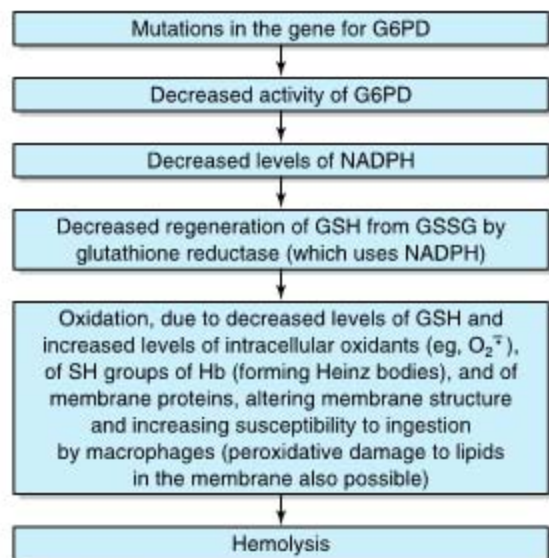 Mutations in the gene for G6PD
Decreased activity of G6PD
Decreased levels of NADPH
Decreased regeneration of GSH from GSSG by
glutathione reductase (which uses NADPH)
Oxidation, due to decreased levels of GSH and
increased levels of intracellular oxidants (eg, O₂⁻·),
of SH groups of Hb (forming Heinz bodies), and of
membrane proteins, altering membrane structure
and increasing susceptibility to ingestion
by macrophages (peroxidative damage to lipids
in the membrane also possible)
Hemolysis